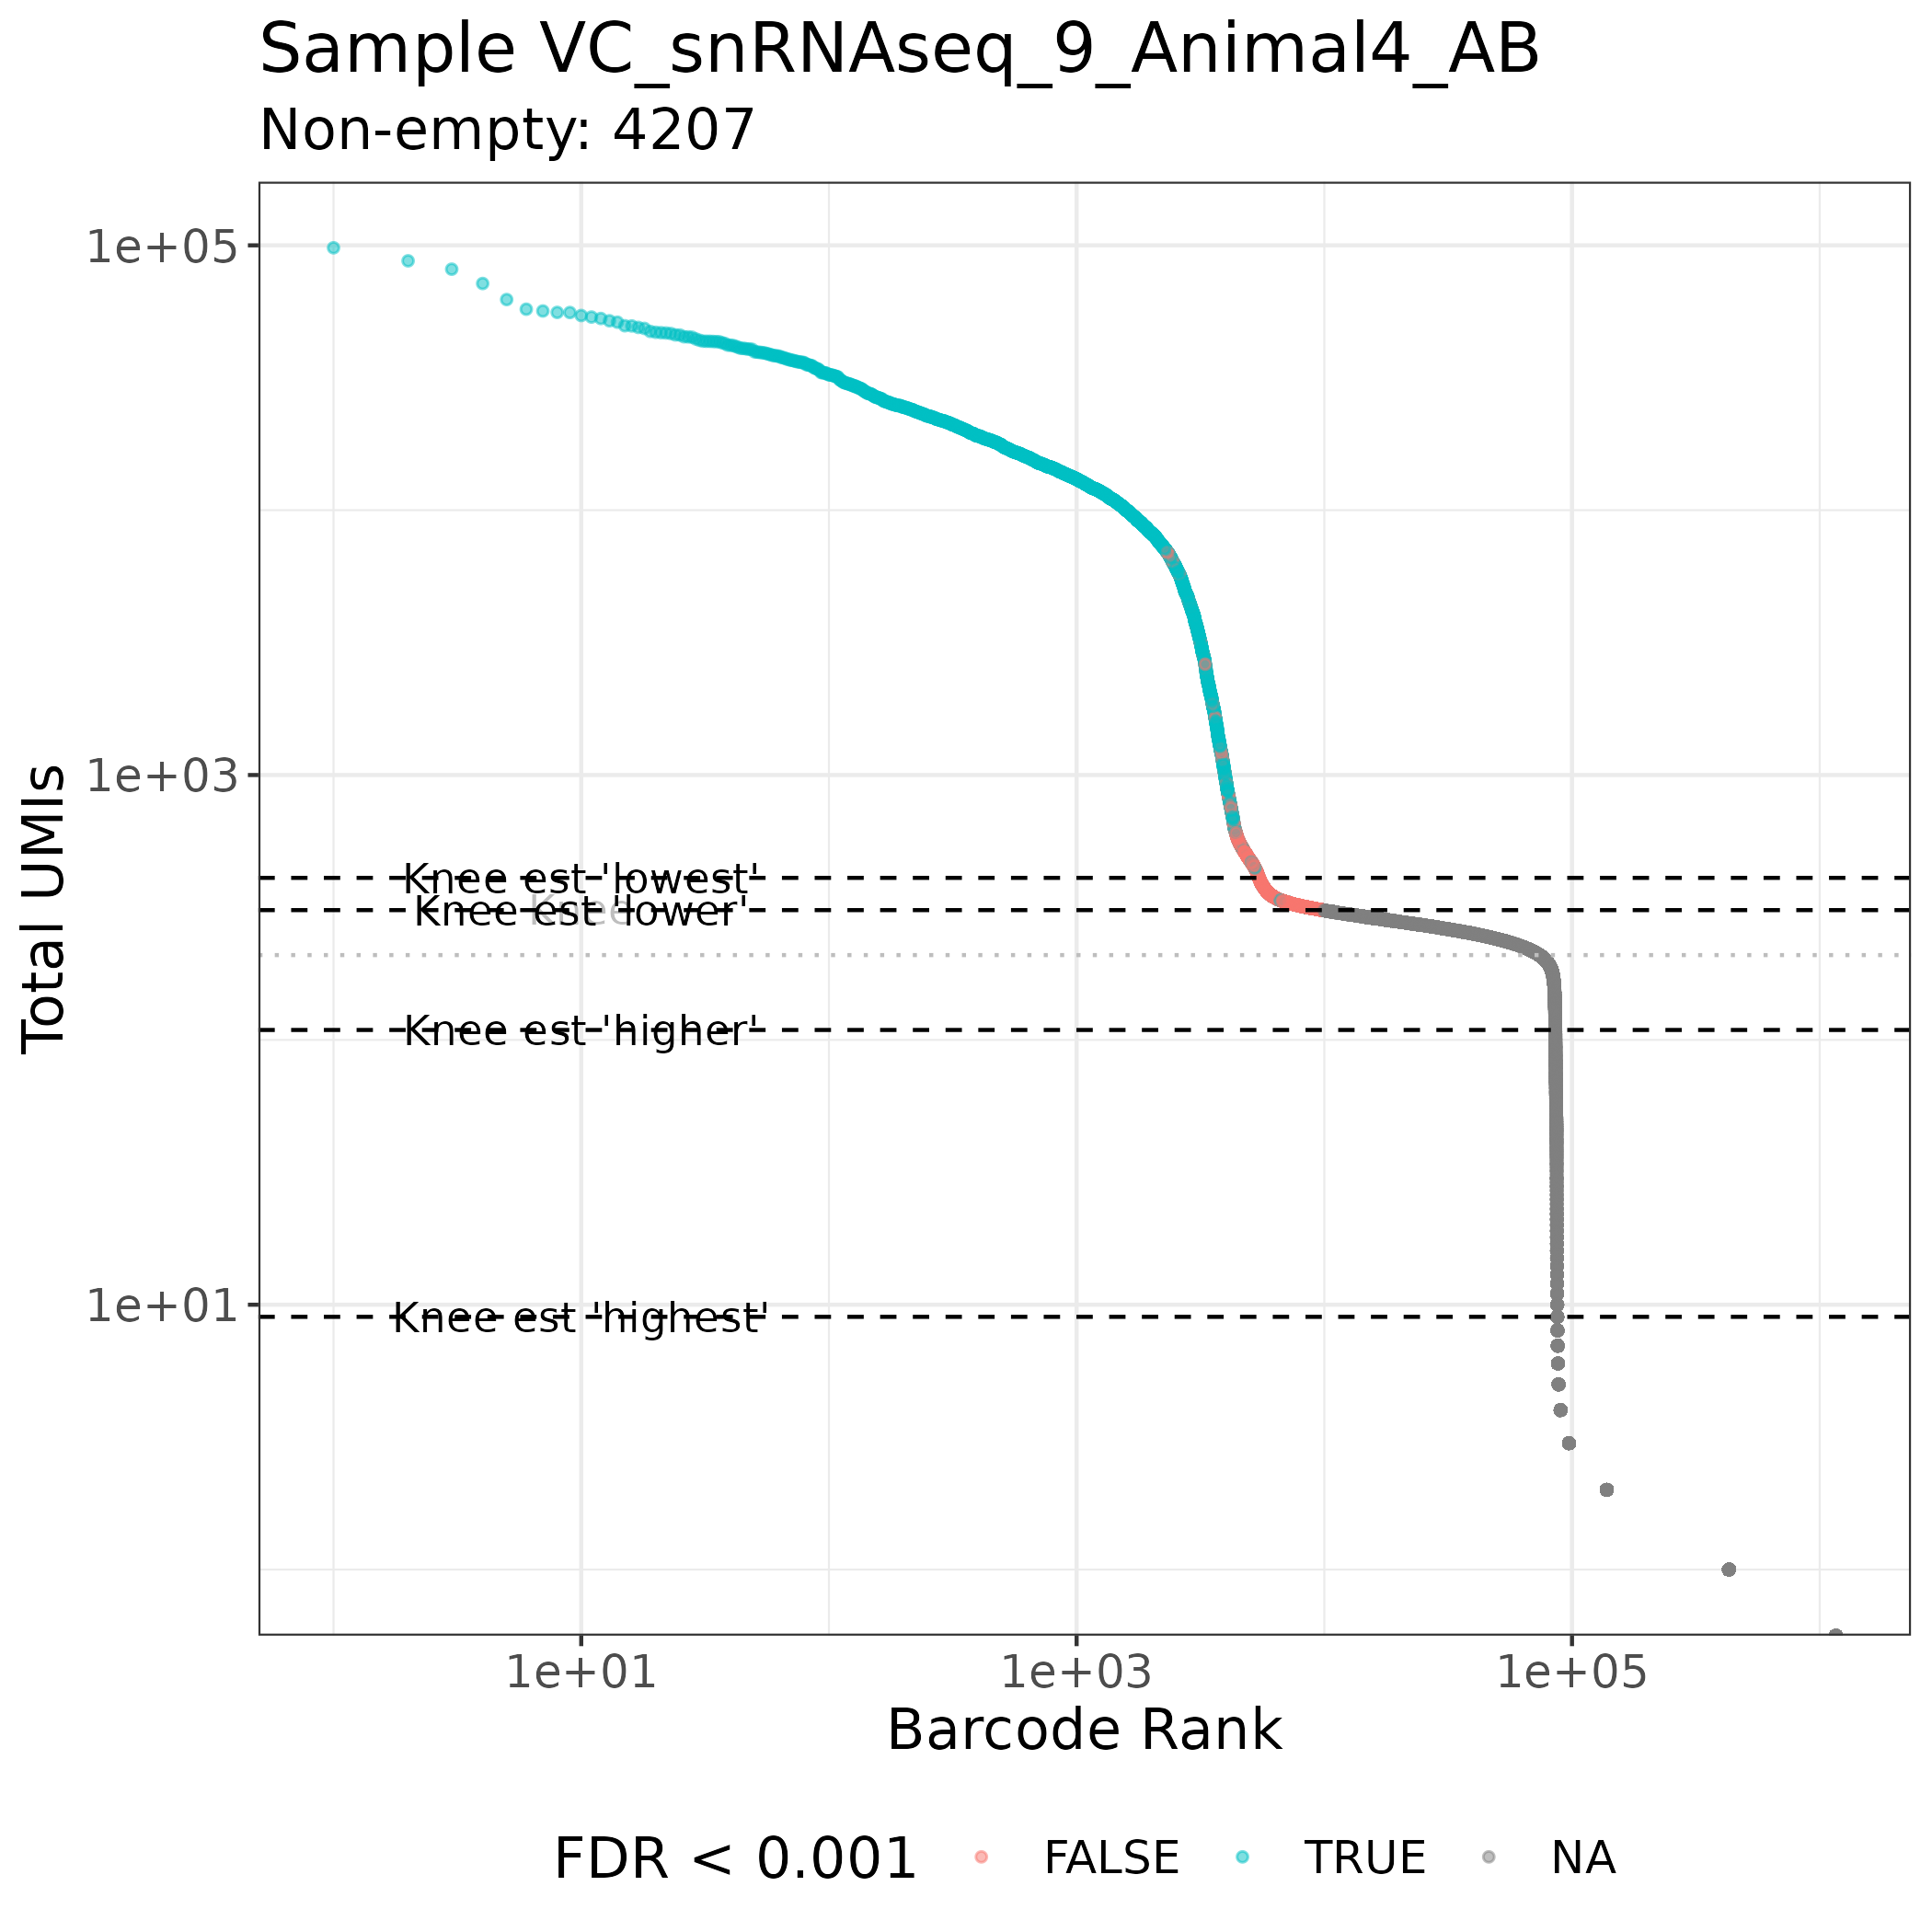 Sample VC_snRNAseq_9_Animal4_AB
Non-empty: 4207
1e+05
1e+03
1e+01
Total UMIs
Knee est 'lowest'
Knee
Knee est 'lower'
Knee est 'higher'
Knee est 'highest'
1e+01
1e+03
1e+05
Barcode Rank
FDR < 0.001
FALSE
TRUE
NA